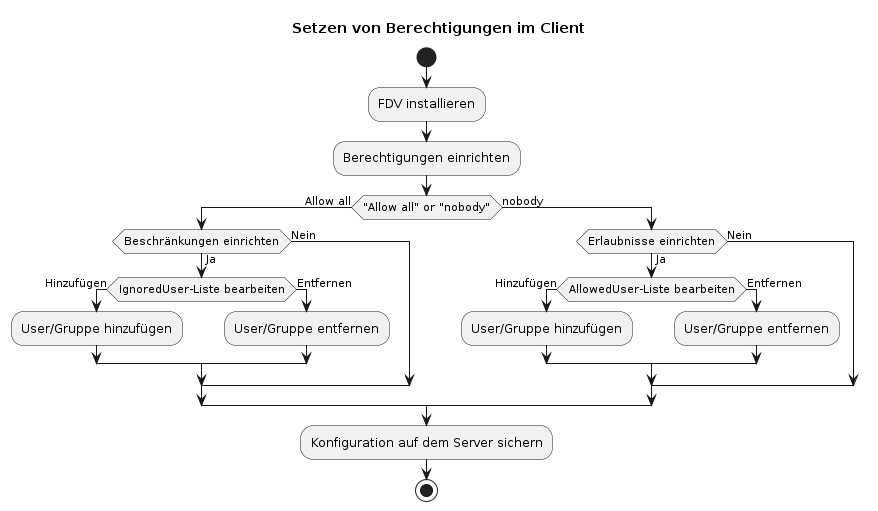 Setzen von Berechtigungen im Client
FDV installieren
Berechtigungen einrichten
Allow all
"Allow all" or "nobody"
nobody
Beschränkungen einrichten
Nein
Ja
Hinzufügen
IgnoredUser-Liste bearbeiten
Entfernen
User/Gruppe hinzufügen
User/Gruppe entfernen
Erlaubnisse einrichten
Nein
Ja
Hinzufügen
AllowedUser-Liste bearbeiten
Entfernen
User/Gruppe hinzufügen
User/Gruppe entfernen
Konfiguration auf dem Server sichern